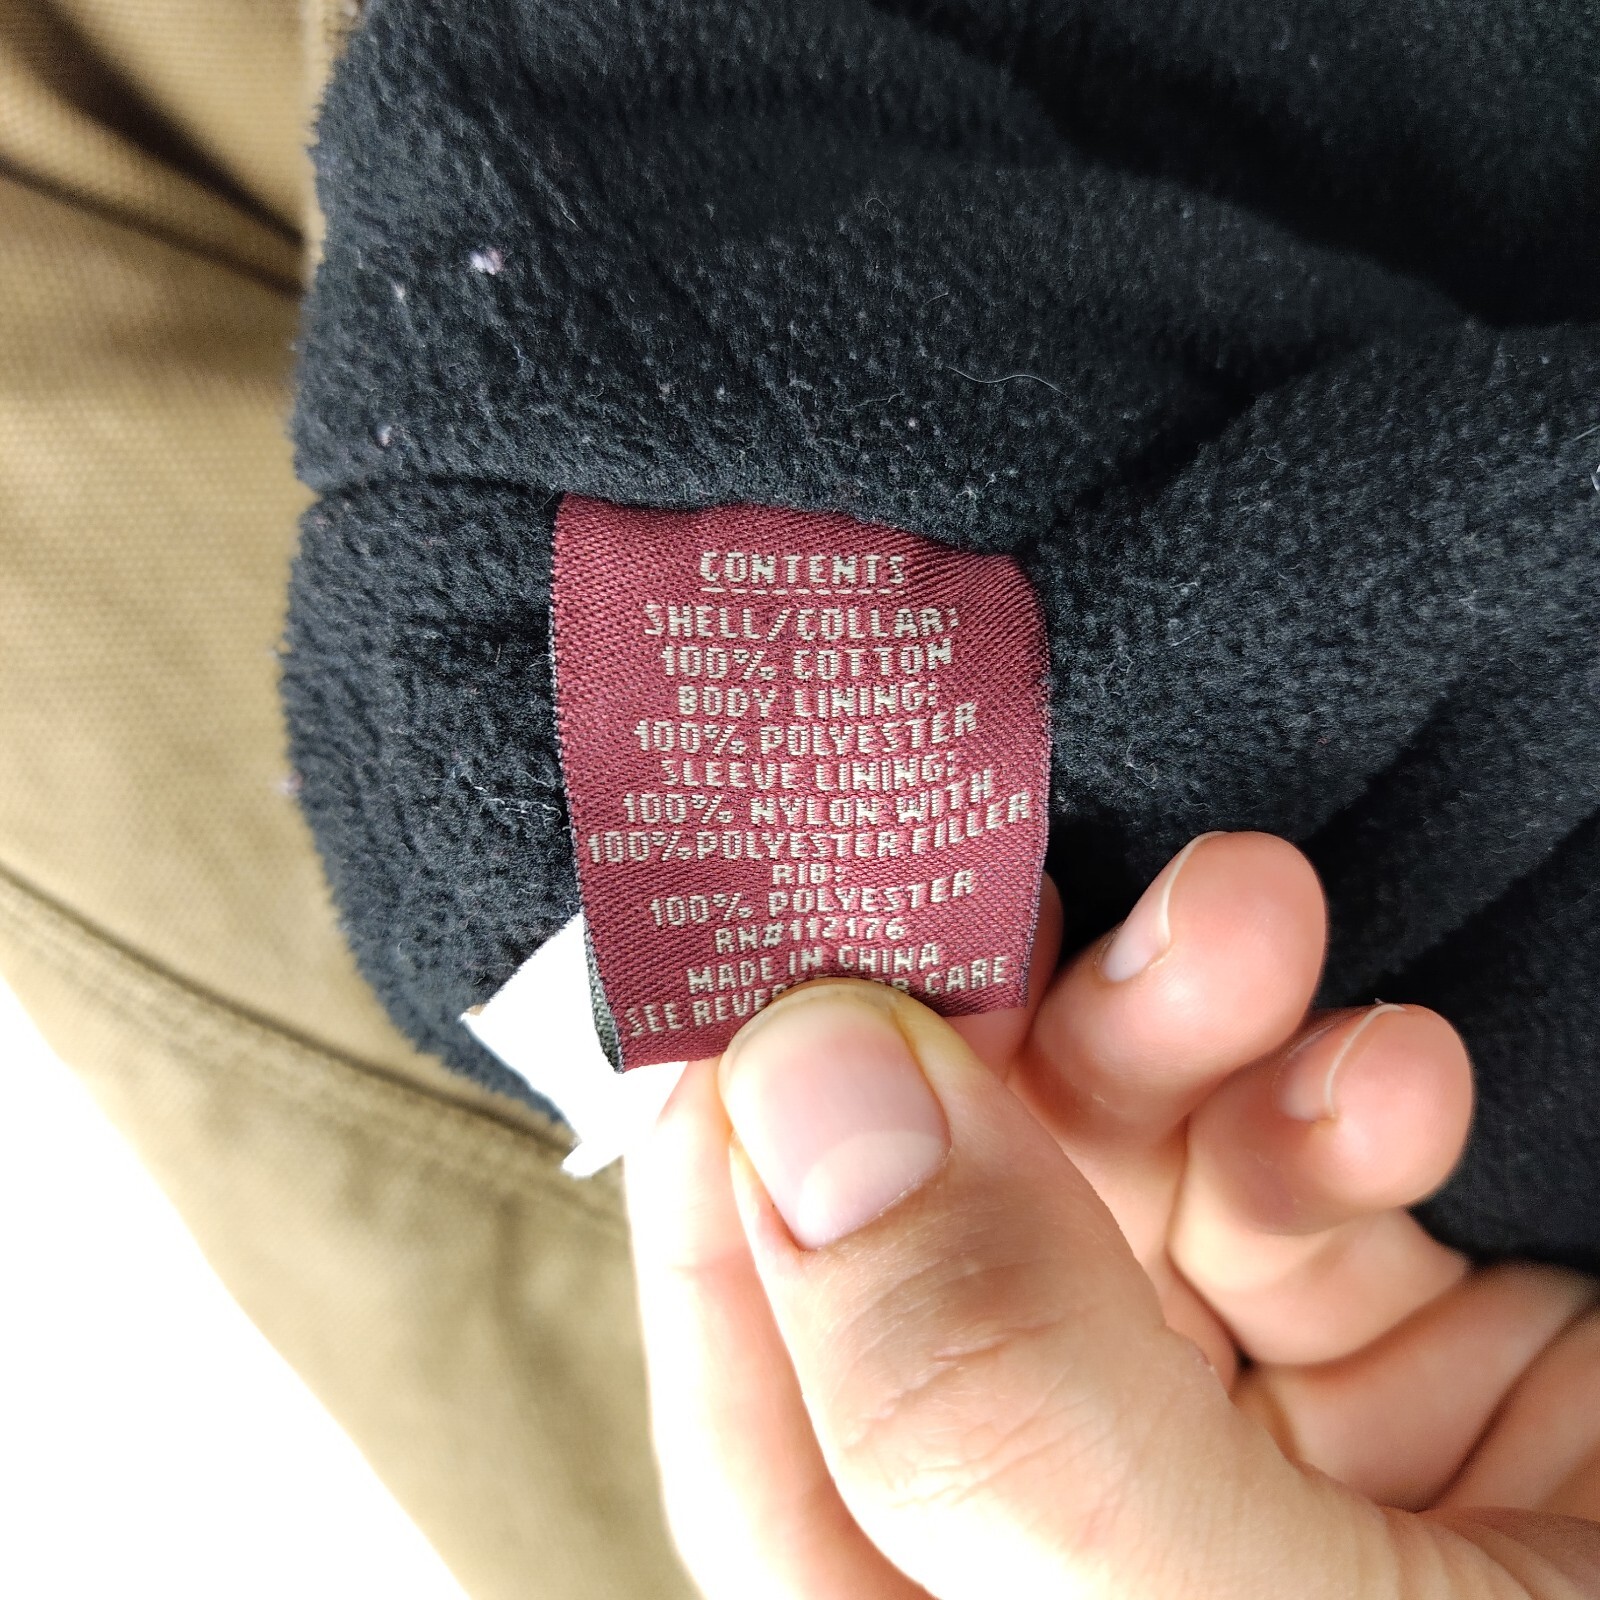 CONTENTS
SHELL/COLLAR:
100% COTTON
BODY LINING:
100% POLYESTER
SLEEVE LINING:
100% NYLON WITH
100% POLYESTER FILLER
RIB:
100% POLYESTER
RN#112176
MADE IN CHINA
SEE CARE